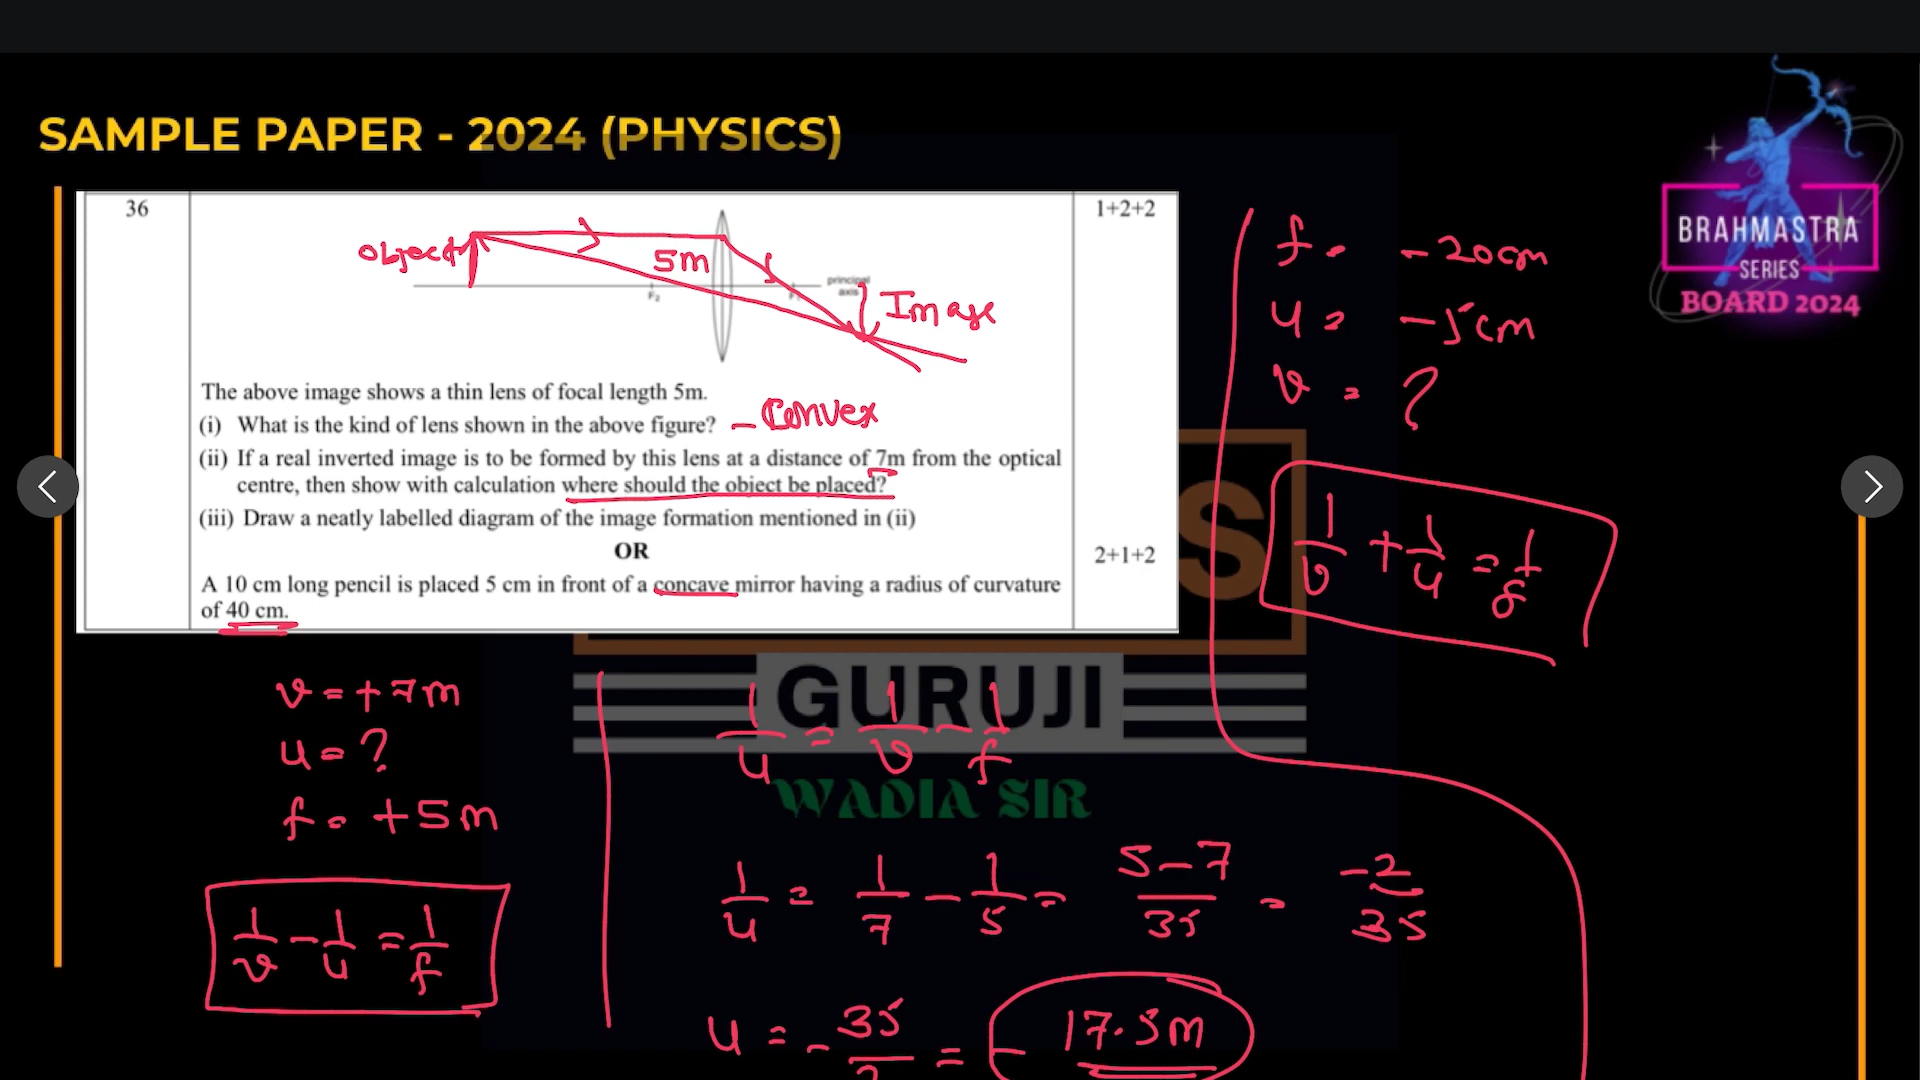 SAMPLE PAPER - 2024 (PHYSICS)
BRAHMASTRA
SERIES
BOARD 2024
36
1+2+2
Object
5m
F₂
principal
axis
Image
The above image shows a thin lens of focal length 5m.
(i) What is the kind of lens shown in the above figure? – Convex
(ii) If a real inverted image is to be formed by this lens at a distance of 7m from the optical
centre, then show with calculation where should the object be placed?
(iii) Draw a neatly labelled diagram of the image formation mentioned in (ii)
OR
2+1+2
A 10 cm long pencil is placed 5 cm in front of a concave mirror having a radius of curvature
of 40 cm.
f = -20cm
u = -5cm
v = ?
1/v + 1/u = 1/f
S
GURUJI
WADIA SIR
v = +7m
u = ?
f = +5m
1/v - 1/u = 1/f
1/u = 1/v - 1/f
1/u = 1/7 - 1/5 = 5-7/35 = -2/35
u = -35/2 = -17.5m